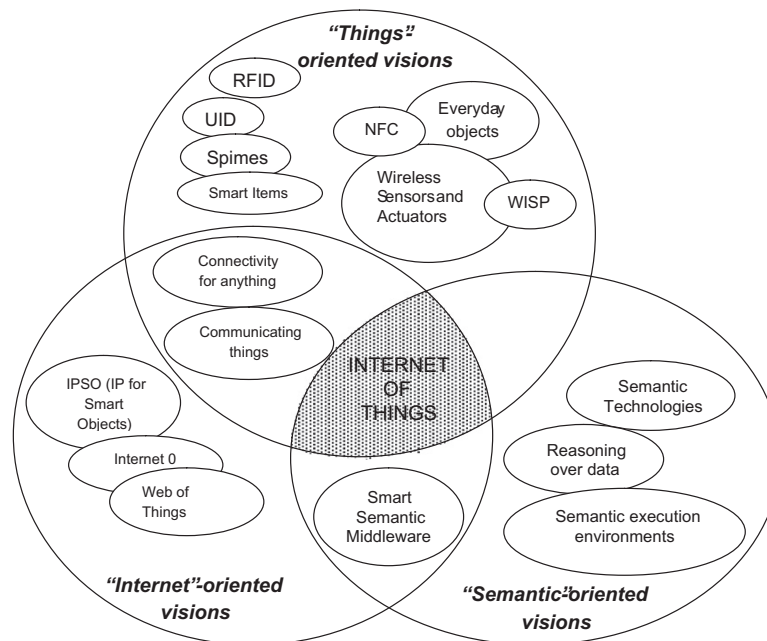 “Things”-
oriented visions
RFID
UID
Spimes
Smart Items
Everyday
objects
NFC
Wireless
Sensors and
Actuators
WISP
Connectivity
for anything
Communicating
things
INTERNET
OF
THINGS
IPSO (IP for
Smart
Objects)
Internet 0
Web of
Things
Semantic
Technologies
Reasoning
over data
Semantic execution
environments
Smart
Semantic
Middleware
“Internet”-oriented
visions
“Semantic”-oriented
visions